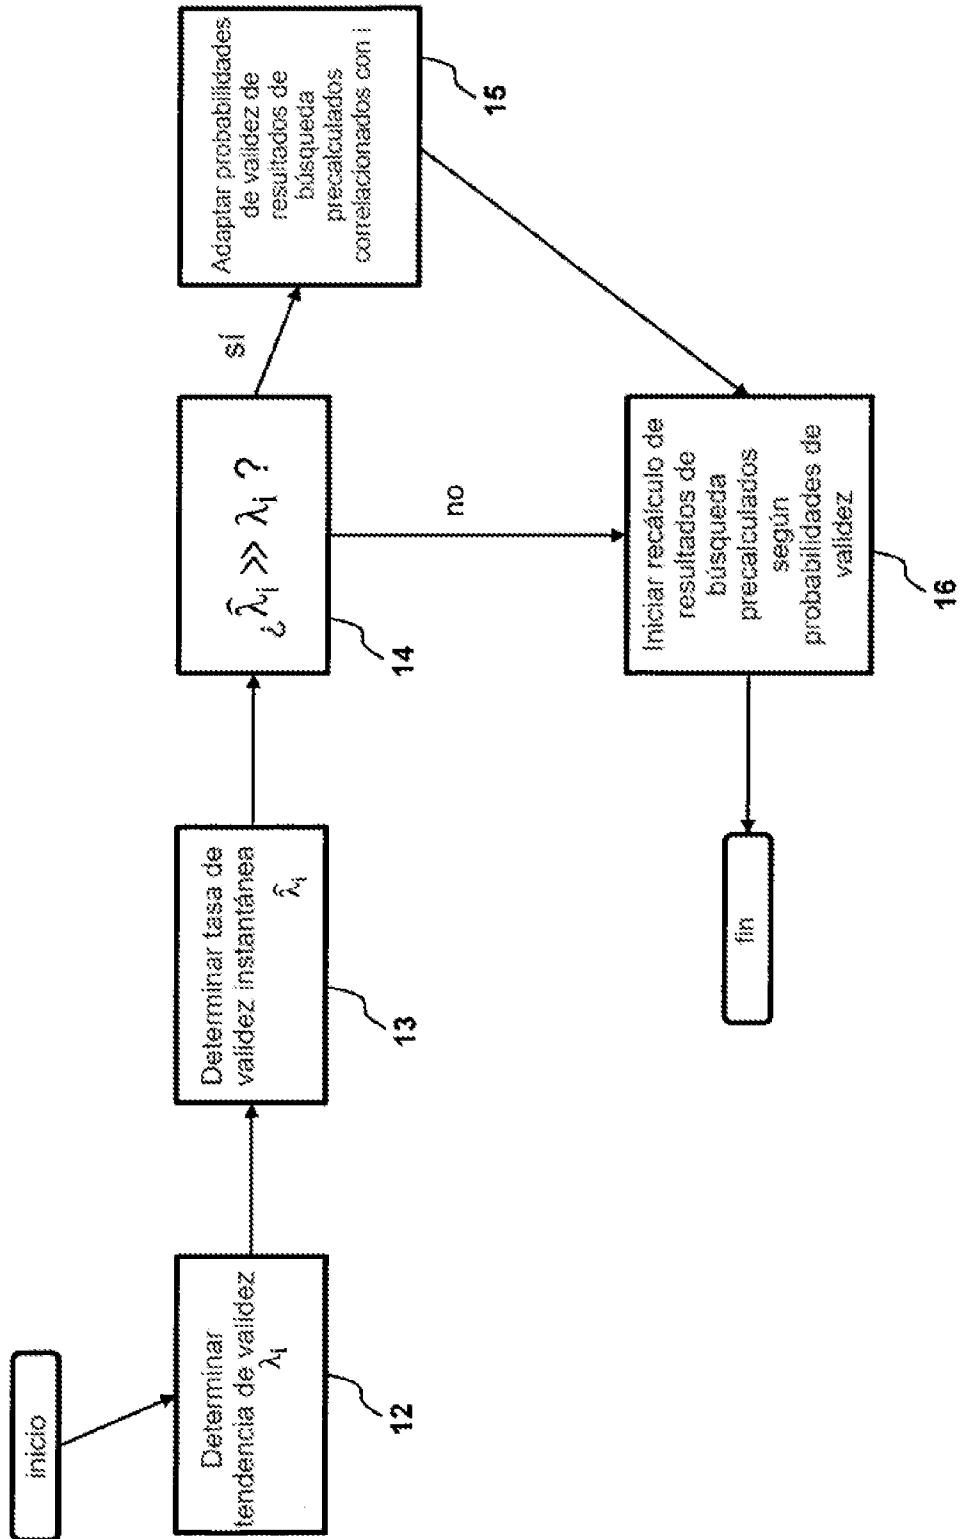 inicio
Determinar
tendencia de validez
λi
12
Determinar tasa de
validez instantánea
λ̂i
13
¿λ̂i >> λi ?
14
sí
Adaptar probabilidades
de validez de
resultados de
búsqueda
precalculados
correlacionados con i
15
no
Iniciar recálculo de
resultados de
búsqueda
precalculados
según
probabilidades de
validez
16
fin